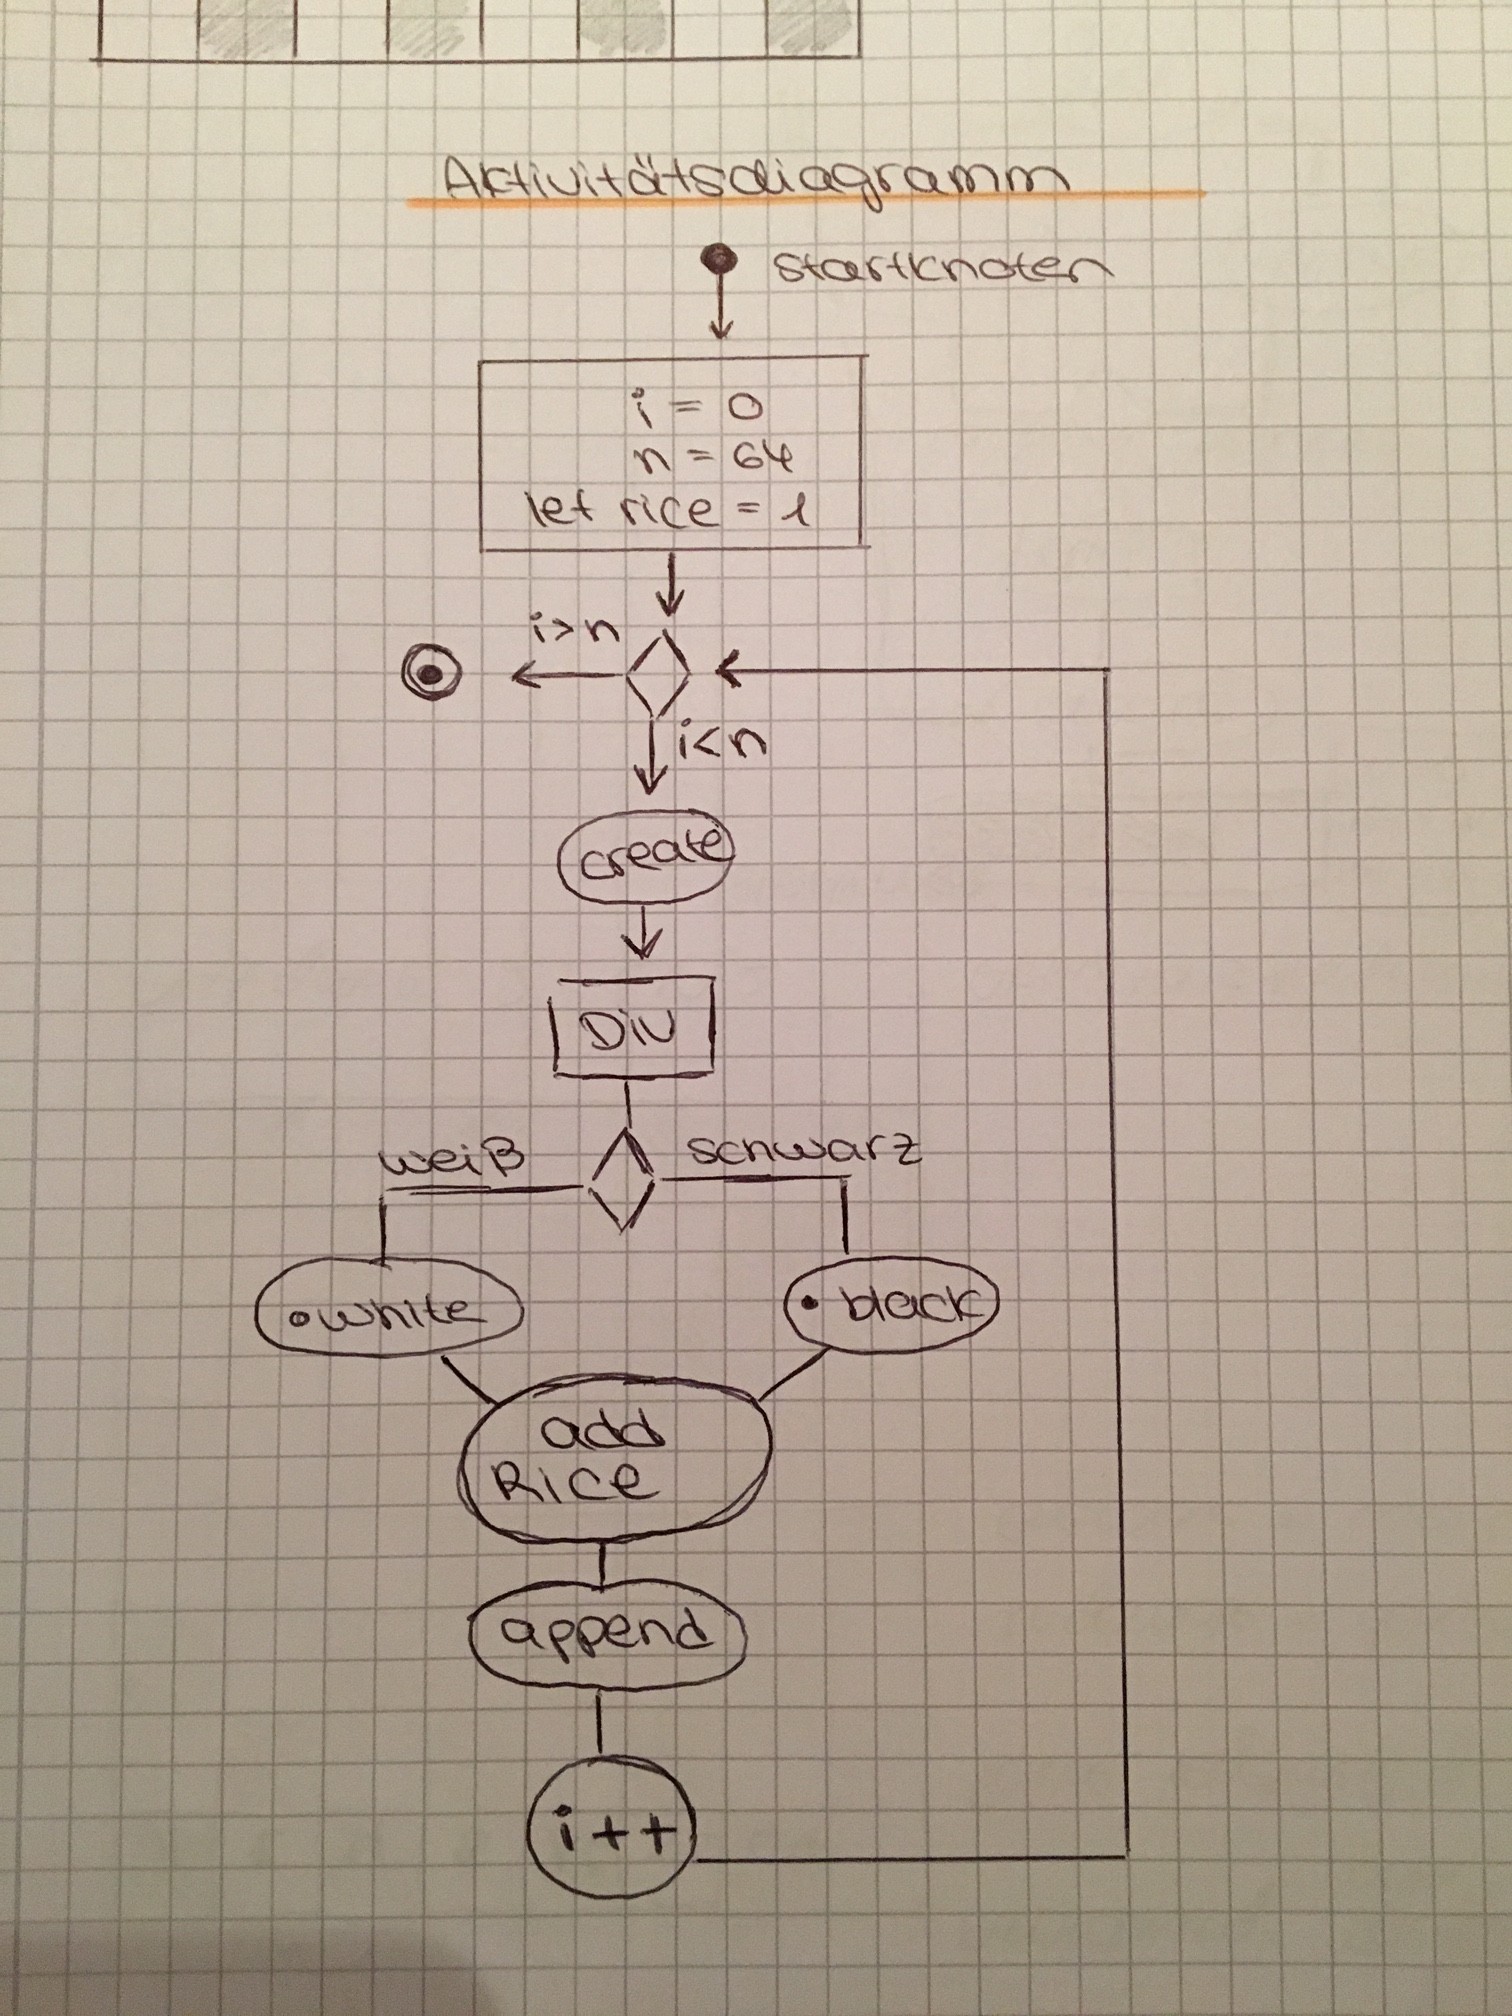 Aktivitätsdiagramm
Startknoten
i = 0
n = 64
let rice = 1
i>n
i<n
create
Div
weiß
schwarz
•white
• black
add
Rice
append
i++